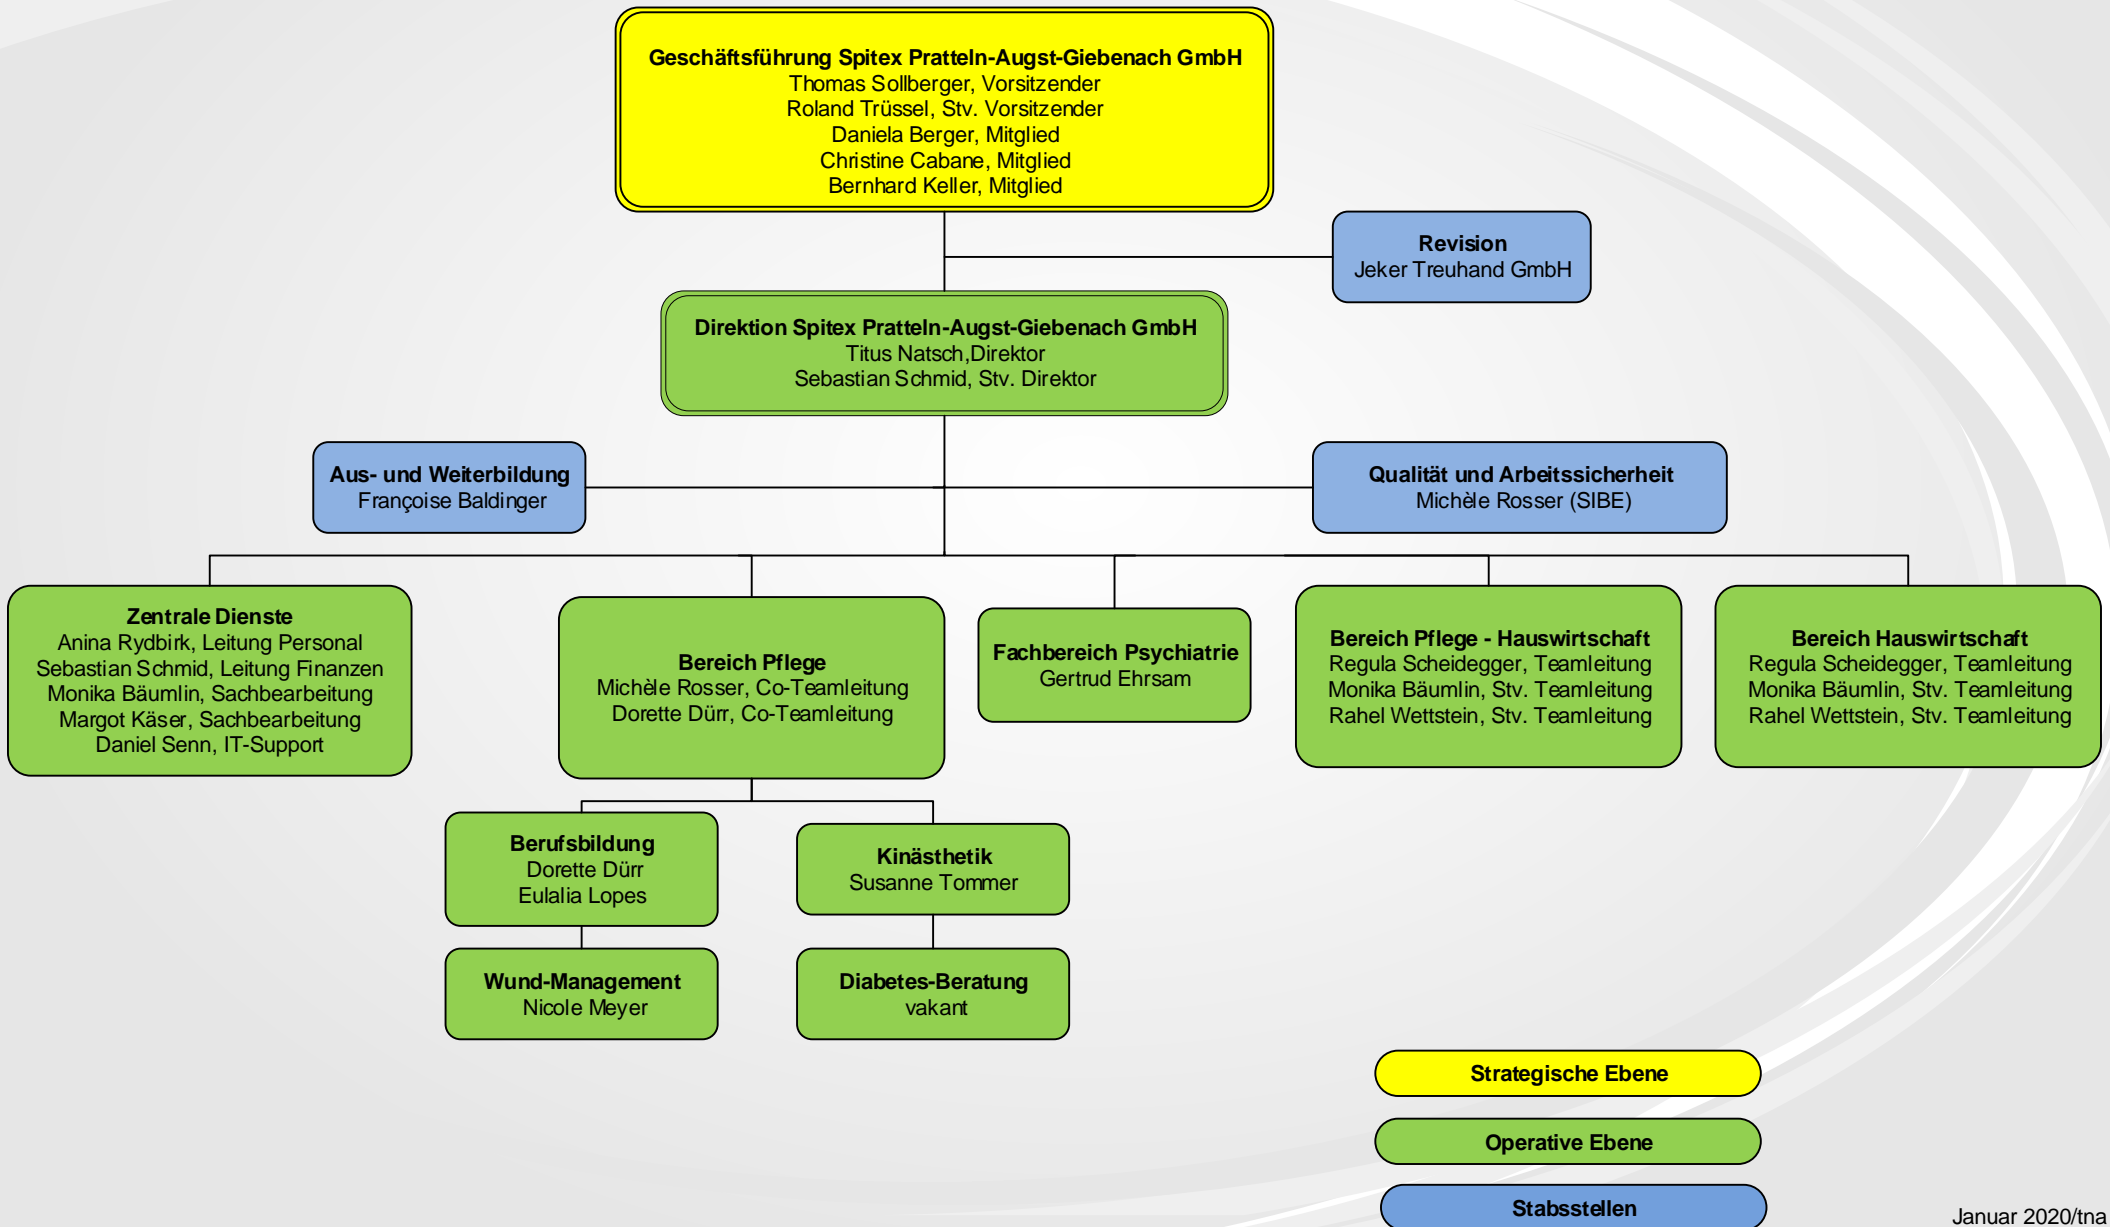 Geschäftsführung Spitex Pratteln-Augst-Giebenach GmbH
Thomas Sollberger, Vorsitzender
Roland Trüssel, Stv. Vorsitzender
Daniela Berger, Mitglied
Christine Cabane, Mitglied
Bernhard Keller, Mitglied
Revision
Jeker Treuhand GmbH
Direktion Spitex Pratteln-Augst-Giebenach GmbH
Titus Natsch,Direktor
Sebastian Schmid, Stv. Direktor
Aus- und Weiterbildung
Françoise Baldinger
Qualität und Arbeitssicherheit
Michèle Rosser (SIBE)
Zentrale Dienste
Anina Rydbirk, Leitung Personal
Sebastian Schmid, Leitung Finanzen
Monika Bäumlin, Sachbearbeitung
Margot Käser, Sachbearbeitung
Daniel Senn, IT-Support
Bereich Pflege
Michèle Rosser, Co-Teamleitung
Dorette Dürr, Co-Teamleitung
Fachbereich Psychiatrie
Gertrud Ehrsam
Bereich Pflege - Hauswirtschaft
Regula Scheidegger, Teamleitung
Monika Bäumlin, Stv. Teamleitung
Rahel Wettstein, Stv. Teamleitung
Bereich Hauswirtschaft
Regula Scheidegger, Teamleitung
Monika Bäumlin, Stv. Teamleitung
Rahel Wettstein, Stv. Teamleitung
Berufsbildung
Dorette Dürr
Eulalia Lopes
Kinästhetik
Susanne Tommer
Wund-Management
Nicole Meyer
Diabetes-Beratung
vakant
Strategische Ebene
Operative Ebene
Stabsstellen
Januar 2020/tna